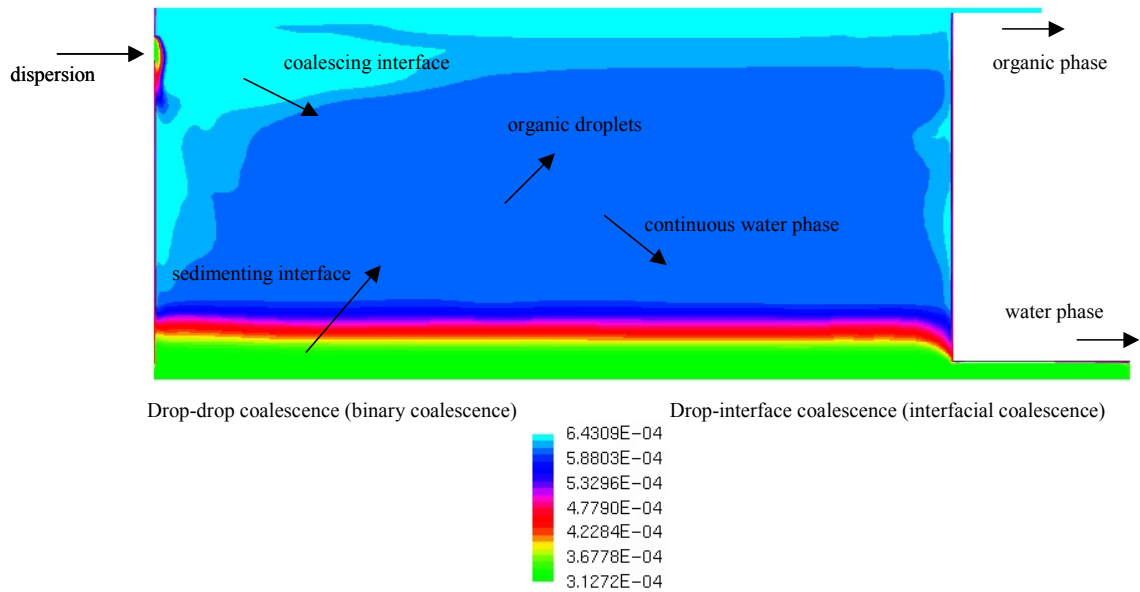 dispersion
coalescing interface
organic phase
organic droplets
continuous water phase
sedimenting interface
water phase
Drop-drop coalescence (binary coalescence)
Drop-interface coalescence (interfacial coalescence)
6.4309E-04
5.8803E-04
5.3296E-04
4.7790E-04
4.2284E-04
3.6778E-04
3.1272E-04